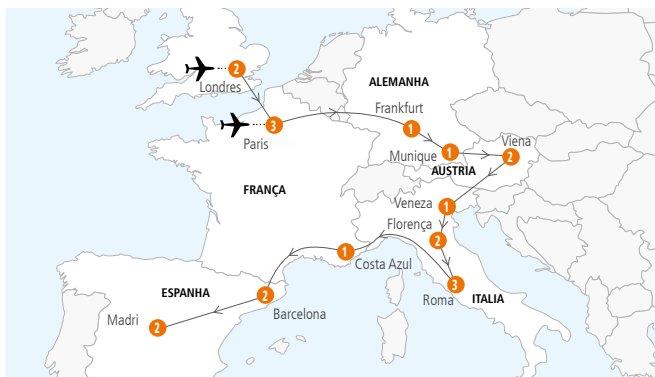 2
Londres
3
Paris
ALEMANHA
Frankfurt
1
Munique
1
Viena
2
ÁUSTRIA
FRANÇA
Veneza
1
Florença
2
Costa Azul
1
Roma
3
ITALIA
ESPANHA
Barcelona
2
Madri
2